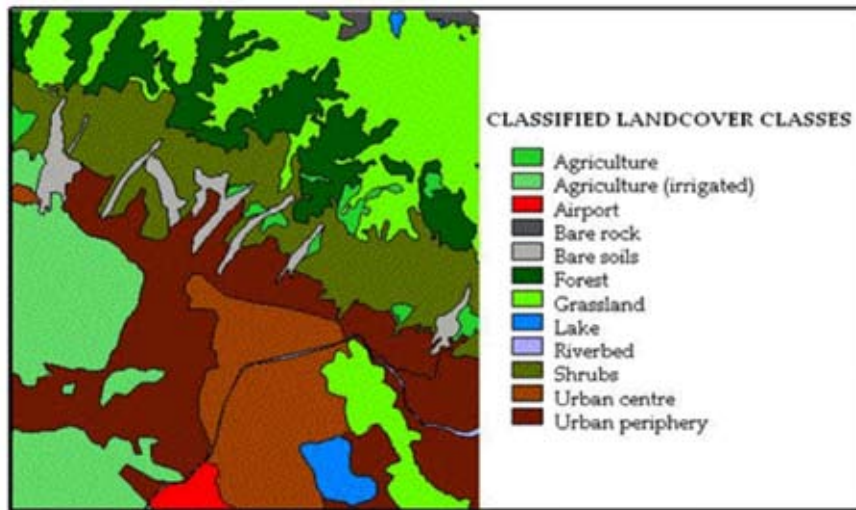 CLASSIFIED LANDCOVER CLASSES
Agriculture
Agriculture (irrigated)
Airport
Bare rock
Bare soils
Forest
Grassland
Lake
Riverbed
Shrubs
Urban centre
Urban periphery